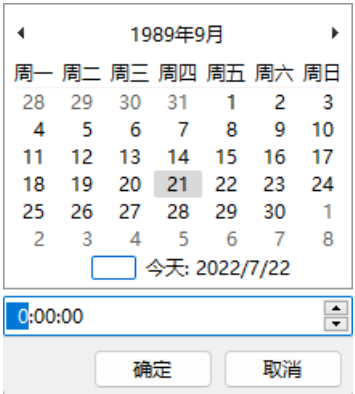 1989年9月
周一 周二 周三 周四 周五 周六 周日
28 29 30 31 1 2 3
4 5 6 7 8 9 10
11 12 13 14 15 16 17
18 19 20 21 22 23 24
25 26 27 28 29 30 1
2 3 4 5 6 7 8
今天: 2022/7/22
0:00:00
确定 取消